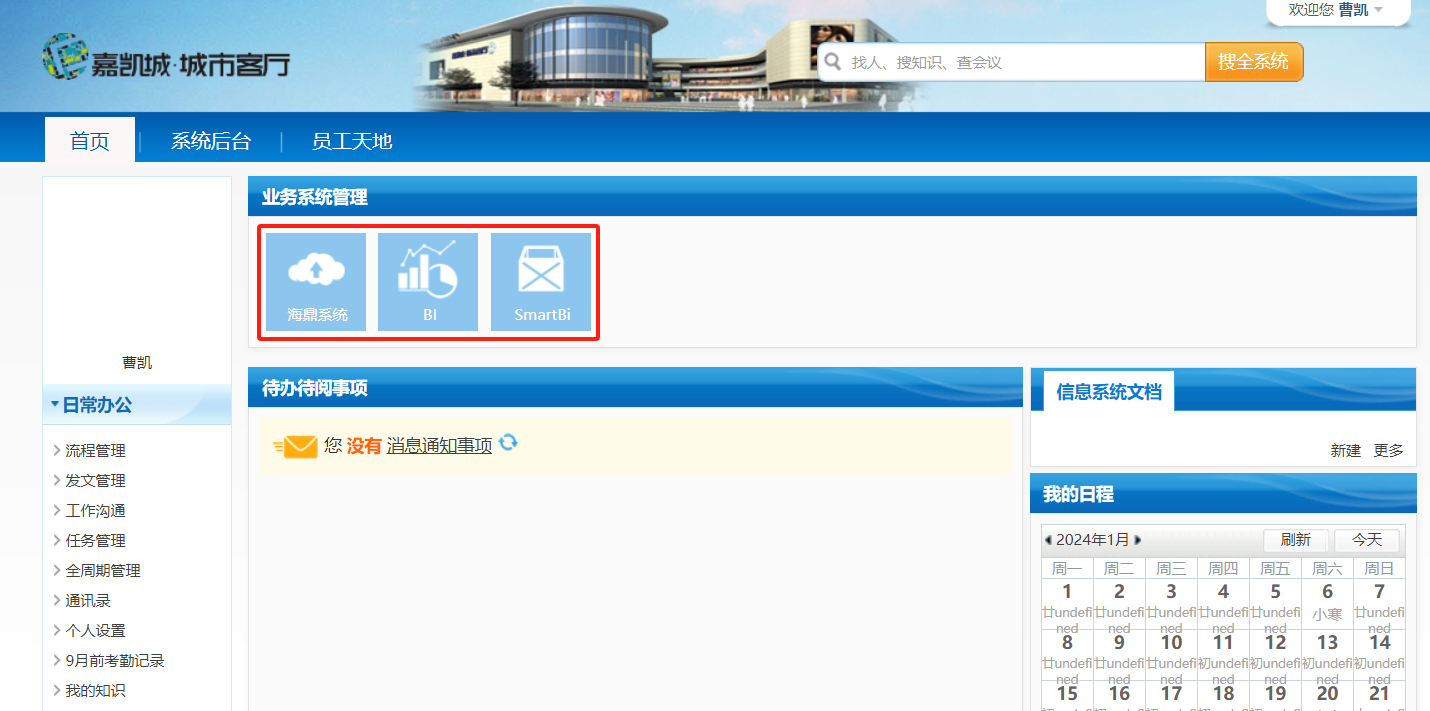 欢迎您 曹凯
嘉凯城·城市客厅
找人、搜知识、查会议
搜全系统
首页
系统后台
员工天地
业务系统管理
海鼎系统
BI
SmartBi
曹凯
日常办公
流程管理
发文管理
工作沟通
任务管理
全周期管理
通讯录
个人设置
9月前考勤记录
我的知识
待办待阅事项
您 没有 消息通知事项
信息系统文档
新建 更多
我的日程
2024年1月
刷新
今天
周一 周二 周三 周四 周五 周六 周日
1 2 3 4 5 6 7
廿undefined 廿undefined 廿undefined 廿undefined 廿undefined 小寒 廿undefined
8 9 10 11 12 13 14
廿undefined 廿undefined 廿undefined 初undefined 初undefined 初undefined 初undefined
15 16 17 18 19 20 21